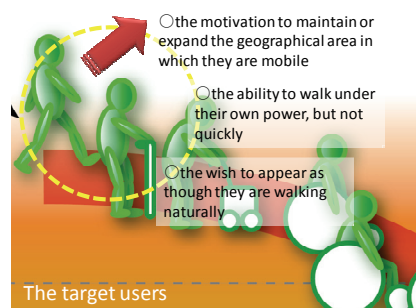 ○the motivation to maintain or
expand the geographical area in
which they are mobile
○the ability to walk under
their own power, but not
quickly
○the wish to appear as
though they are walking
naturally
The target users